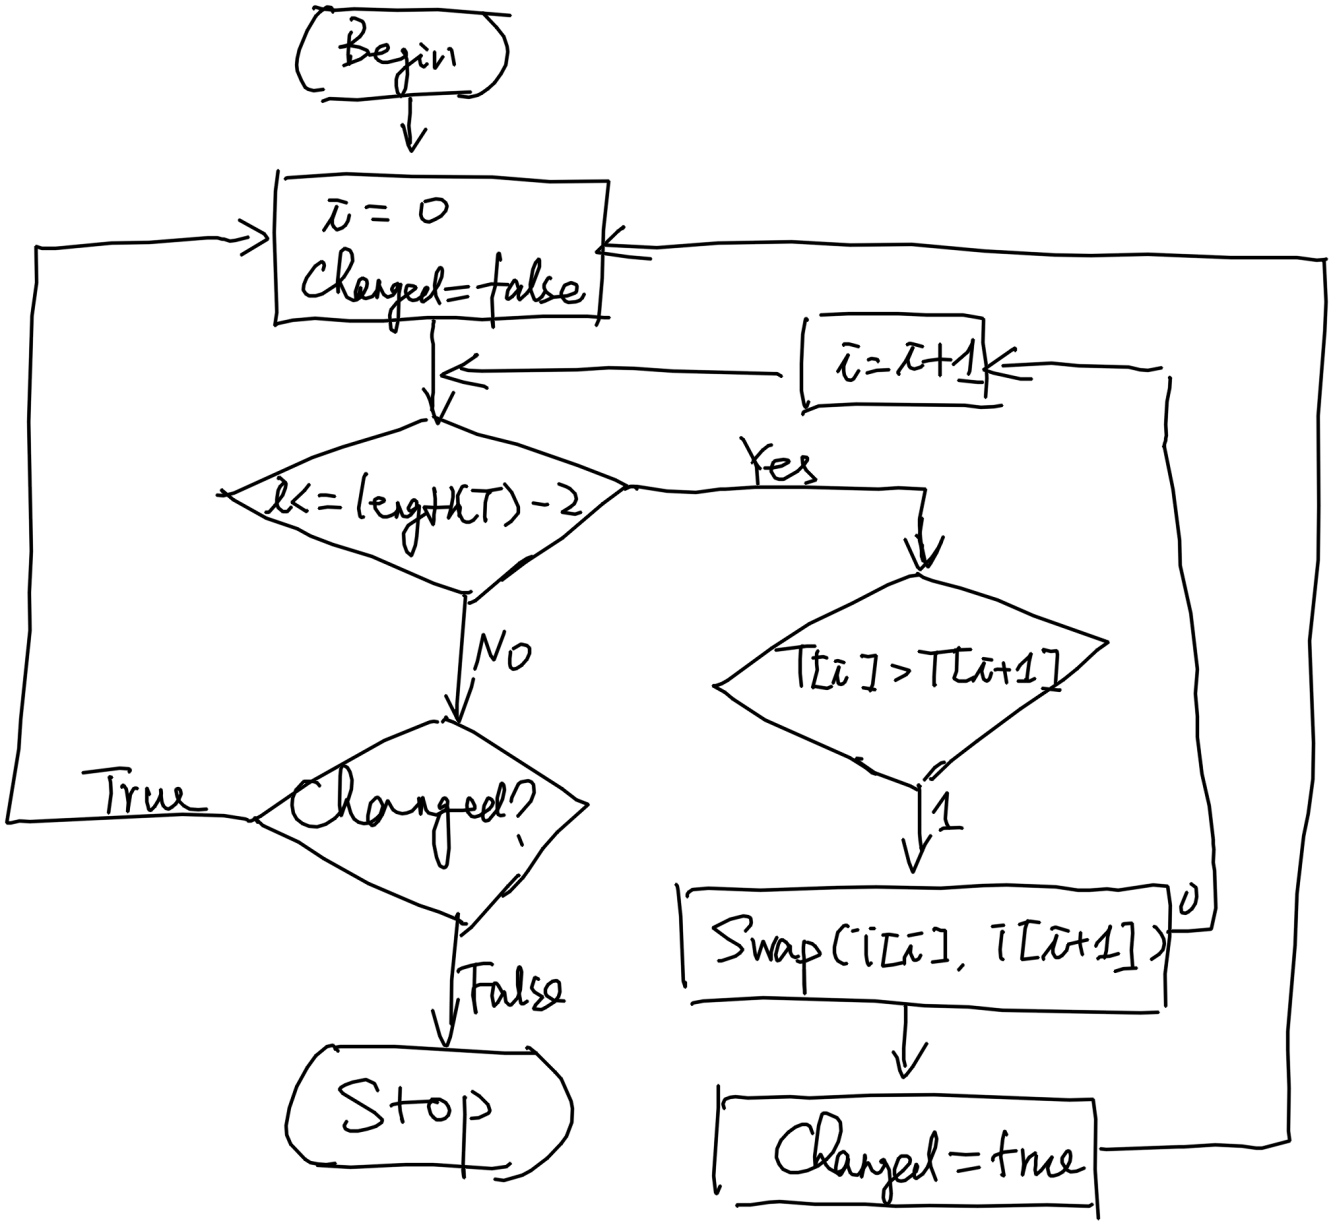 Begin
i = 0
Changed = false
i = i+1
Yes
i <= length(T) - 2
No
T[i] > T[i+1]
True
Changed?
1
0
Swap(T[i], T[i+1])
False
Stop
Changed = true